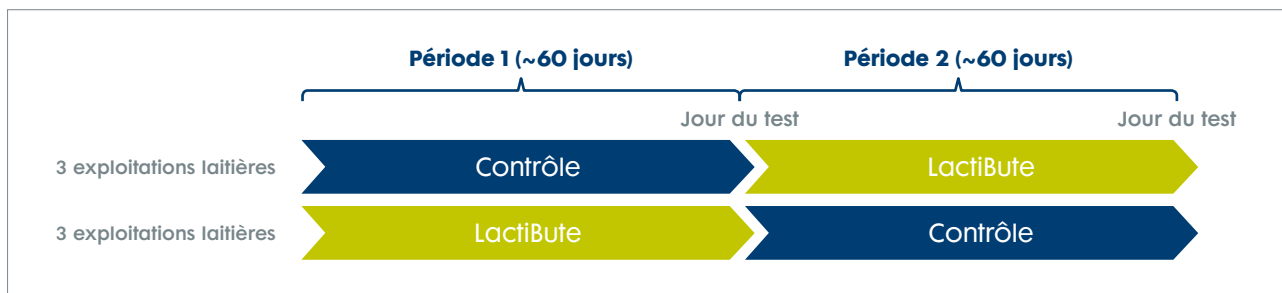 Période 1 (~60 jours) Période 2 (~60 jours)
Jour du test Jour du test
3 exploitations laitières Contrôle LactiBute
3 exploitations laitières LactiBute Contrôle